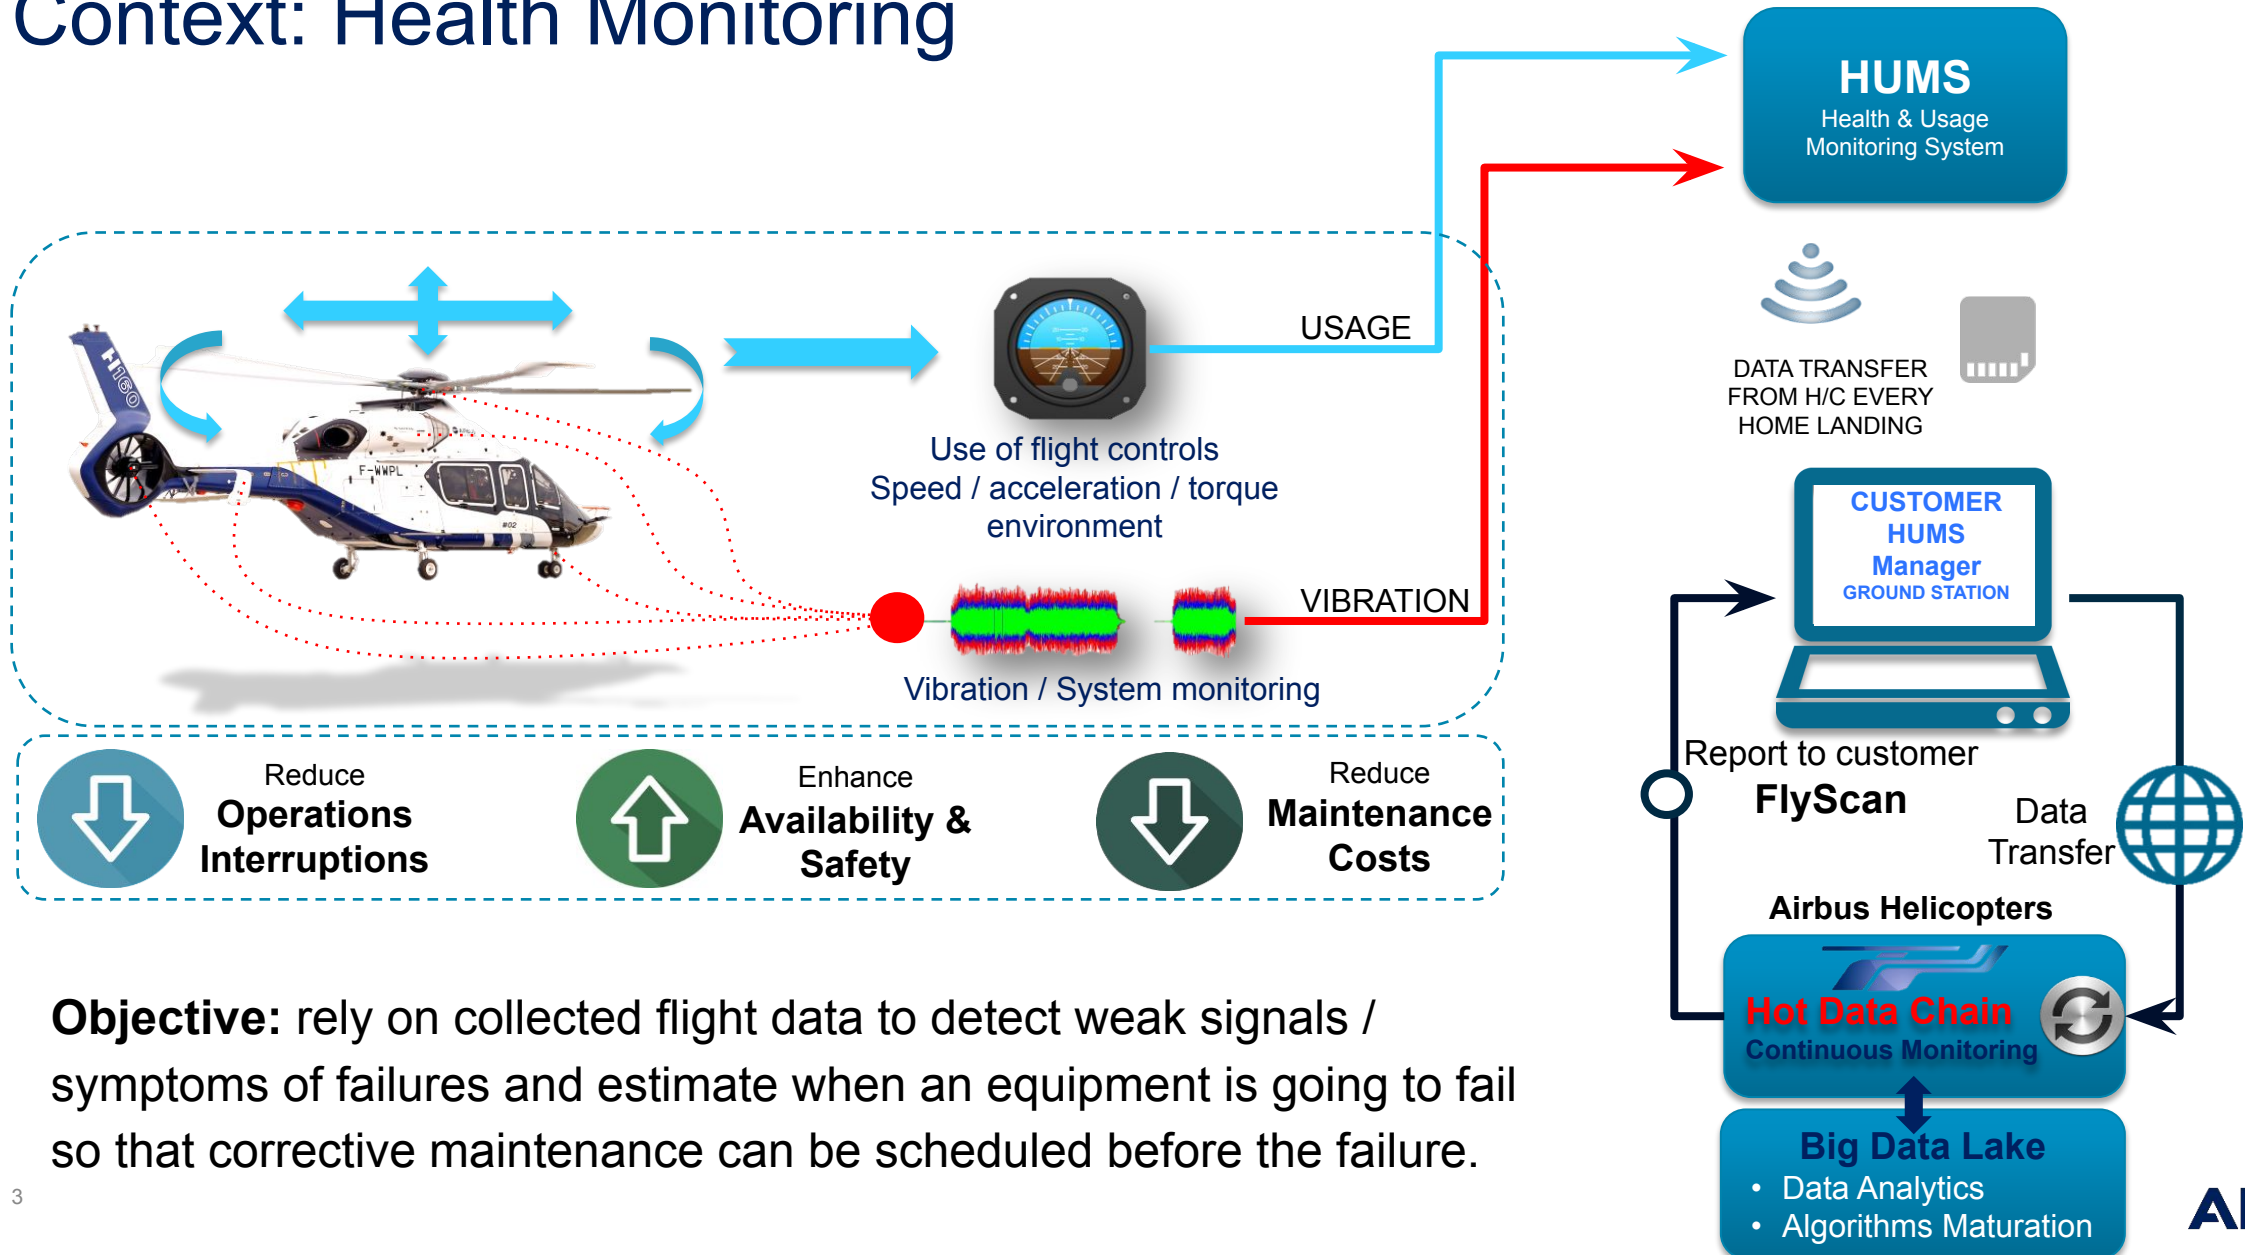 Context: Health Monitoring
HUMS
Health & Usage
Monitoring System
USAGE
DATA TRANSFER
FROM H/C EVERY
HOME LANDING
H160
F-WWPL
#02
Use of flight controls
Speed / acceleration / torque
environment
VIBRATION
Vibration / System monitoring
CUSTOMER
HUMS
Manager
GROUND STATION
Reduce
Operations
Interruptions
Enhance
Availability &
Safety
Reduce
Maintenance
Costs
Report to customer
FlyScan
Data
Transfer
Airbus Helicopters
Hot Data Chain
Continuous Monitoring
Big Data Lake
• Data Analytics
• Algorithms Maturation
Objective: rely on collected flight data to detect weak signals /
symptoms of failures and estimate when an equipment is going to fail
so that corrective maintenance can be scheduled before the failure.
3